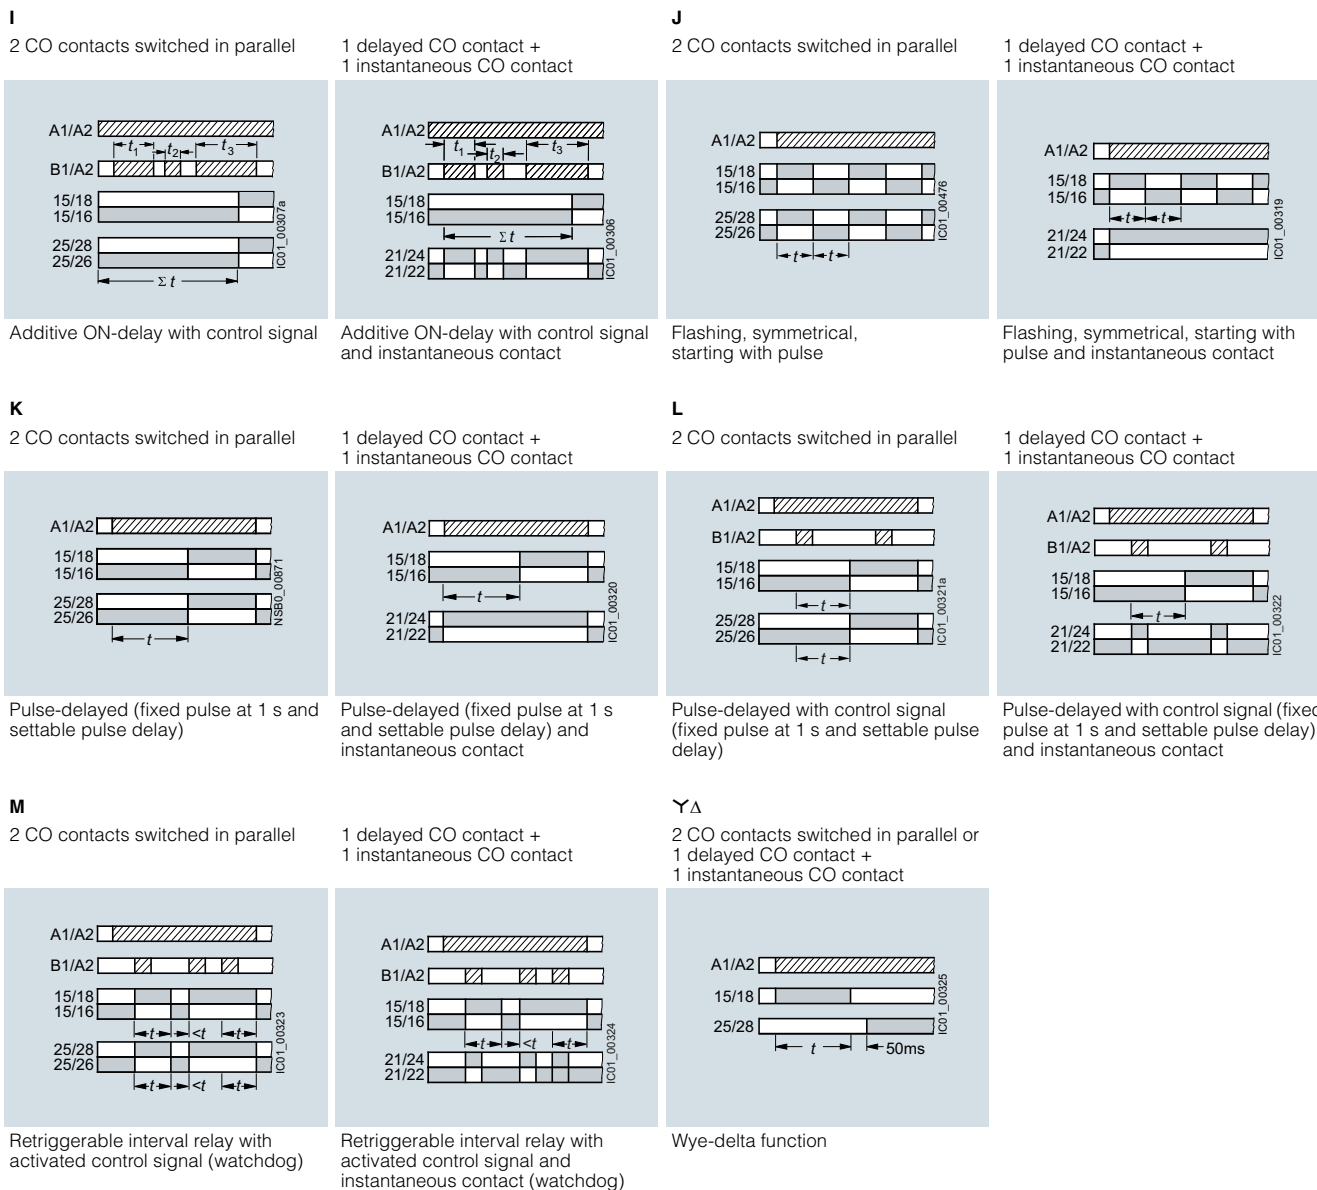 I
2 CO contacts switched in parallel
1 delayed CO contact +
1 instantaneous CO contact
A1/A2
t1
t2
t3
B1/A2
15/18
15/16
25/28
25/26
Σ t
IC01_00307a
A1/A2
t1
t2
t3
B1/A2
15/18
15/16
Σ t
21/24
21/22
IC01_00306
Additive ON-delay with control signal
Additive ON-delay with control signal
and instantaneous contact
J
2 CO contacts switched in parallel
1 delayed CO contact +
1 instantaneous CO contact
A1/A2
15/18
15/16
25/28
25/26
t t
IC01_00476
A1/A2
15/18
15/16
t t
21/24
21/22
IC01_00319
Flashing, symmetrical,
starting with pulse
Flashing, symmetrical, starting with
pulse and instantaneous contact
K
2 CO contacts switched in parallel
1 delayed CO contact +
1 instantaneous CO contact
A1/A2
15/18
15/16
25/28
25/26
t
NSB0_00871
A1/A2
15/18
15/16
t
21/24
21/22
IC01_00320
Pulse-delayed (fixed pulse at 1 s and
settable pulse delay)
Pulse-delayed (fixed pulse at 1 s
and settable pulse delay) and
instantaneous contact
L
2 CO contacts switched in parallel
1 delayed CO contact +
1 instantaneous CO contact
A1/A2
B1/A2
15/18
15/16
t
25/28
25/26
t
IC01_00321a
A1/A2
B1/A2
15/18
15/16
t
21/24
21/22
IC01_00322
Pulse-delayed with control signal
(fixed pulse at 1 s and settable pulse
delay)
Pulse-delayed with control signal (fixed
pulse at 1 s and settable pulse delay)
and instantaneous contact
M
2 CO contacts switched in parallel
1 delayed CO contact +
1 instantaneous CO contact
A1/A2
B1/A2
15/18
15/16
t <t t
25/28
25/26
t <t t
IC01_00323
A1/A2
B1/A2
15/18
15/16
t <t t
21/24
21/22
IC01_00324
Retriggerable interval relay with
activated control signal (watchdog)
Retriggerable interval relay with
activated control signal and
instantaneous contact (watchdog)
YΔ
2 CO contacts switched in parallel or
1 delayed CO contact +
1 instantaneous CO contact
A1/A2
15/18
25/28
t 50ms
IC01_00325
Wye-delta function